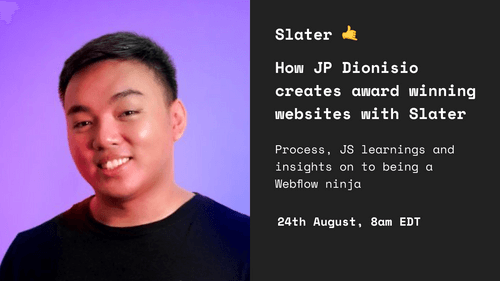 Slater 🤙
How JP Dionisio
creates award winning
websites with Slater
Process, JS learnings and
insights on to being a
Webflow ninja
24th August, 8am EDT